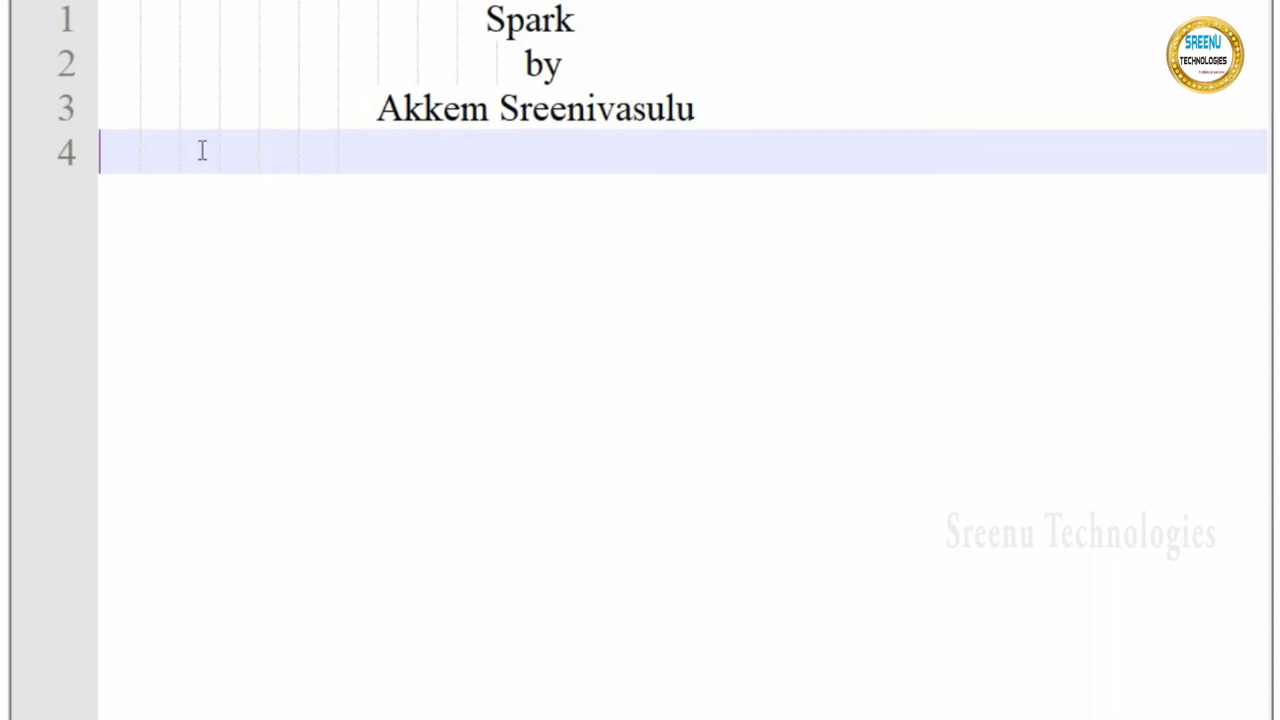 1 Spark
2 by
3 Akkem Sreenivasulu
4
SREENU
TECHNOLOGIES
Sreenu Technologies